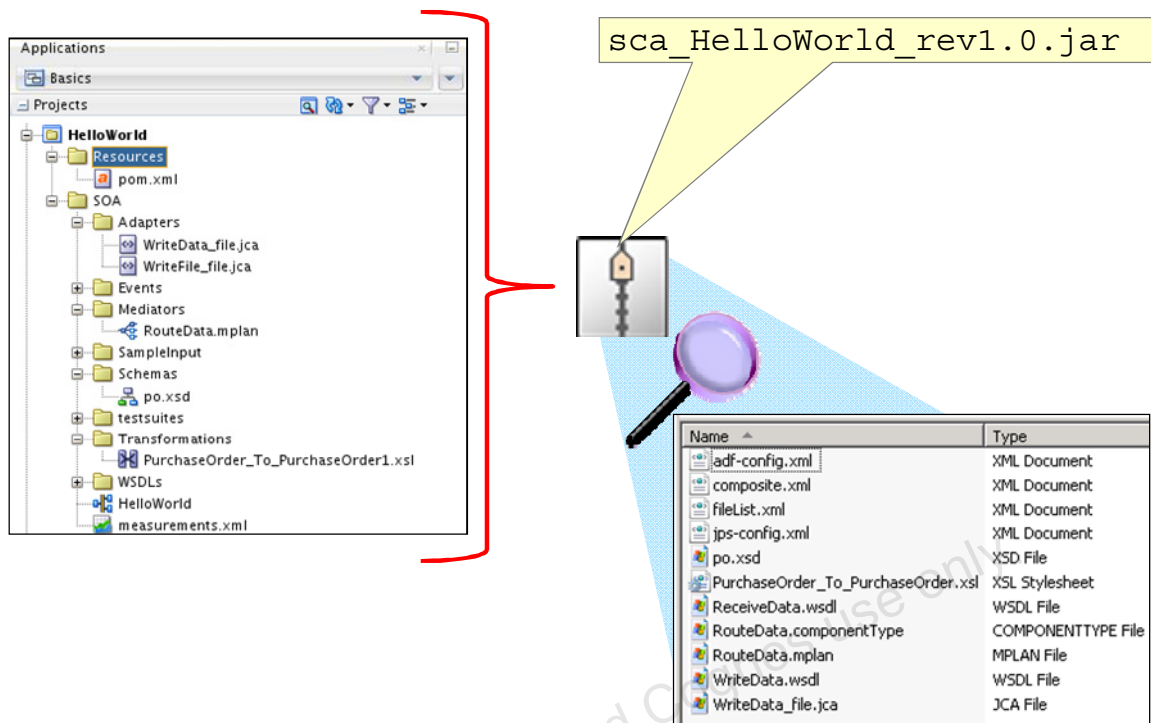 sca_HelloWorld_rev1.0.jar
Applications
Basics
Projects
HelloWorld
Resources
pom.xml
SOA
Adapters
WriteData_file.jca
WriteFile_file.jca
Events
Mediators
RouteData.mplan
SampleInput
Schemas
po.xsd
testsuites
Transformations
PurchaseOrder_To_PurchaseOrder1.xsl
WSDLs
HelloWorld
measurements.xml
Name Type
adf-config.xml XML Document
composite.xml XML Document
fileList.xml XML Document
jps-config.xml XML Document
po.xsd XSD File
PurchaseOrder_To_PurchaseOrder.xsl XSL Stylesheet
ReceiveData.wsdl WSDL File
RouteData.componentType COMPONENTTYPE File
RouteData.mplan MPLAN File
WriteData.wsdl WSDL File
WriteData_file.jca JCA File
use only.